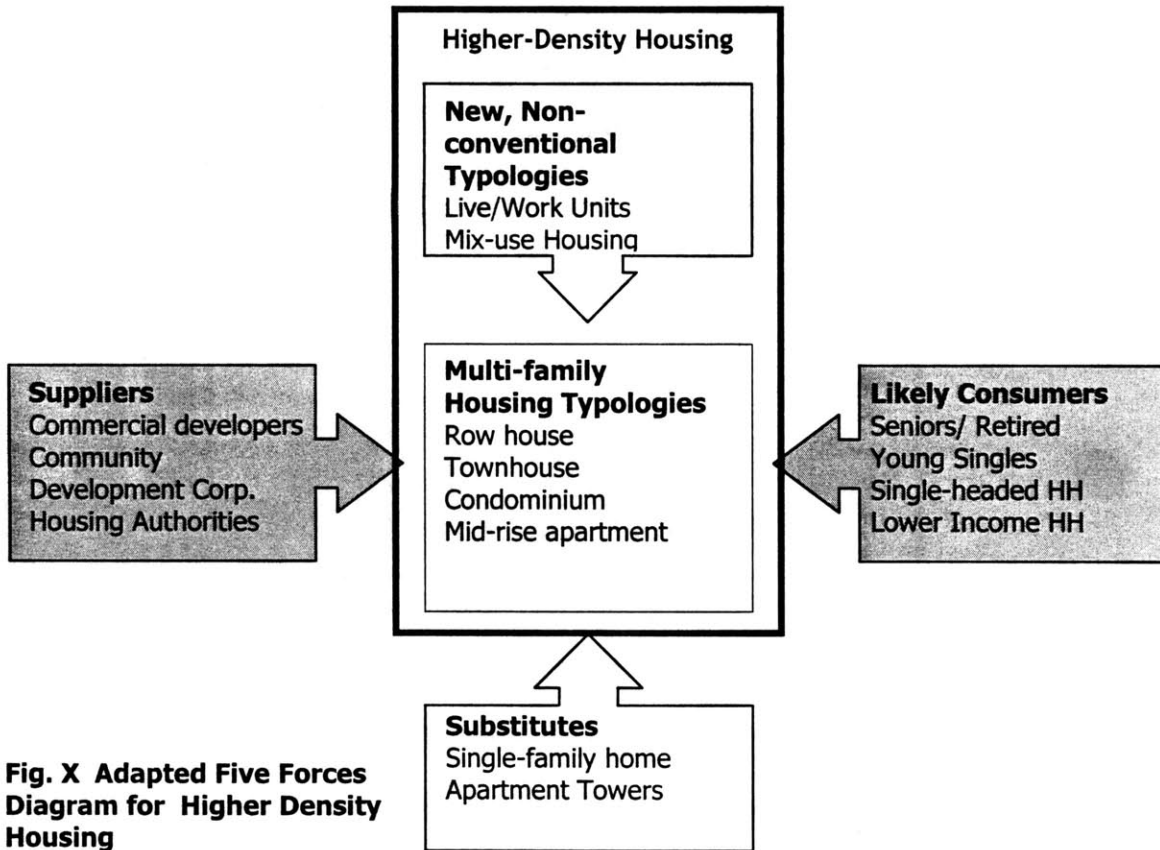 Higher-Density Housing
New, Non-
conventional
Typologies
Live/Work Units
Mix-use Housing
Suppliers
Commercial developers
Community
Development Corp.
Housing Authorities
Multi-family
Housing Typologies
Row house
Townhouse
Condominium
Mid-rise apartment
Likely Consumers
Seniors/ Retired
Young Singles
Single-headed HH
Lower Income HH
Substitutes
Single-family home
Apartment Towers
Fig. X Adapted Five Forces
Diagram for Higher Density
Housing